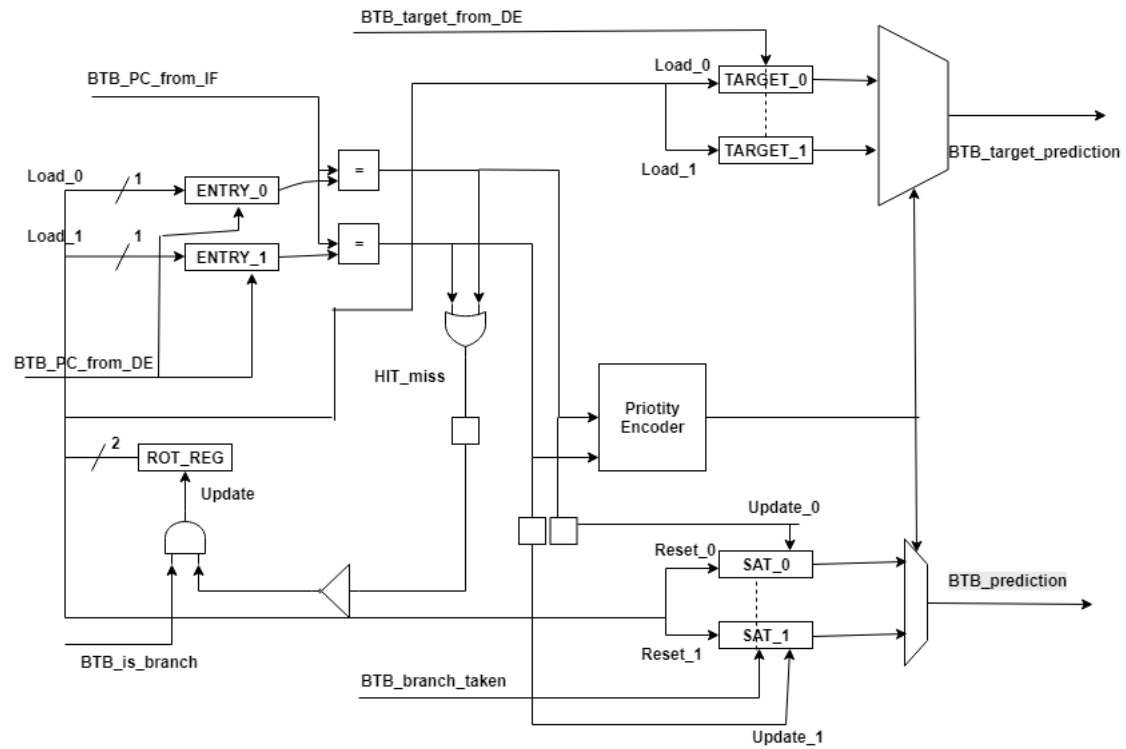 BTB_target_from_DE
BTB_PC_from_IF
Load_0
TARGET_0
TARGET_1
Load_1
BTB_target_prediction
Load_0
1
ENTRY_0
=
Load_1
1
ENTRY_1
=
BTB_PC_from_DE
HIT_miss
Priotity
Encoder
2
ROT_REG
Update
Update_0
Reset_0
SAT_0
BTB_prediction
SAT_1
Reset_1
BTB_is_branch
BTB_branch_taken
Update_1